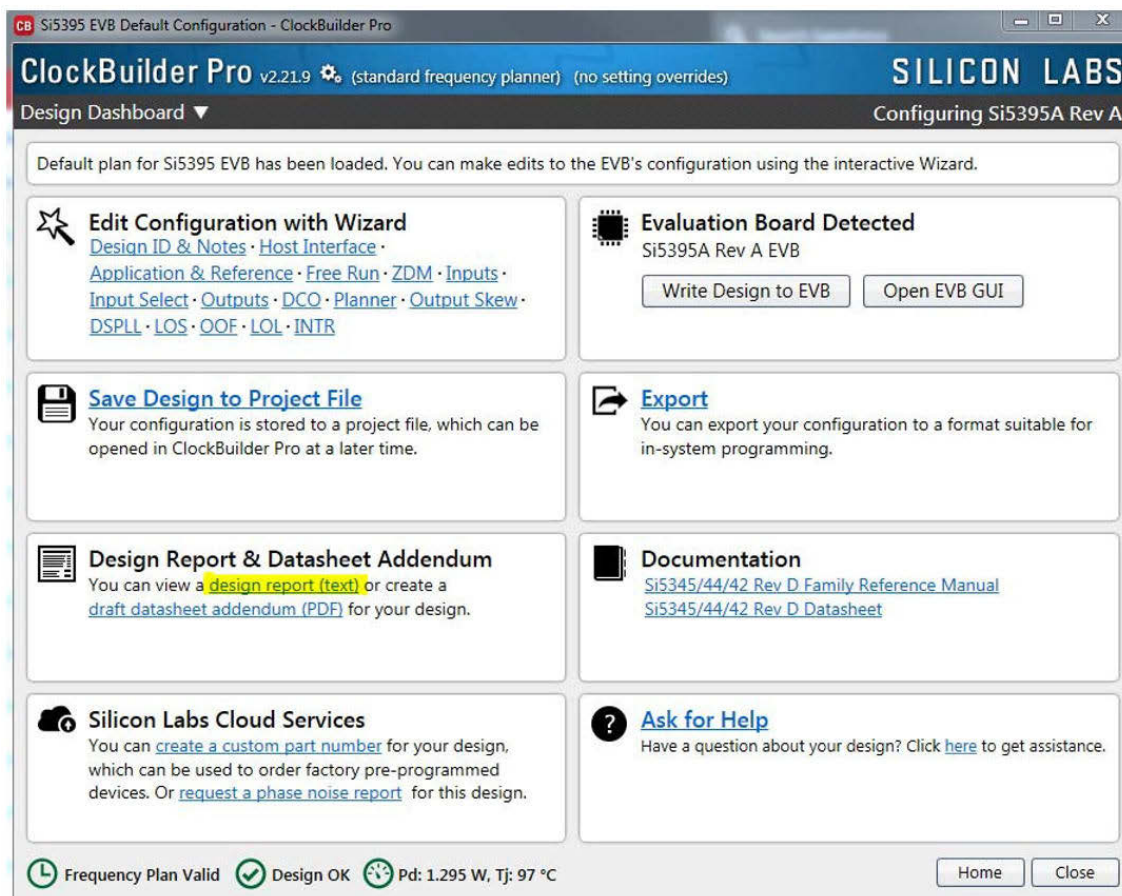 CB Si5395 EVB Default Configuration - ClockBuilder Pro
ClockBuilder Pro v2.21.9 (standard frequency planner) (no setting overrides) SILICON LABS
Design Dashboard ▼ Configuring Si5395A Rev A
Default plan for Si5395 EVB has been loaded. You can make edits to the EVB's configuration using the interactive Wizard.
Edit Configuration with Wizard
Design ID & Notes · Host Interface ·
Application & Reference · Free Run · ZDM · Inputs ·
Input Select · Outputs · DCO · Planner · Output Skew ·
DSPLL · LOS · OOF · LOL · INTR
Evaluation Board Detected
Si5395A Rev A EVB
Write Design to EVB Open EVB GUI
Save Design to Project File
Your configuration is stored to a project file, which can be
opened in ClockBuilder Pro at a later time.
Export
You can export your configuration to a format suitable for
in-system programming.
Design Report & Datasheet Addendum
You can view a design report (text) or create a
draft datasheet addendum (PDF) for your design.
Documentation
Si5345/44/42 Rev D Family Reference Manual
Si5345/44/42 Rev D Datasheet
Silicon Labs Cloud Services
You can create a custom part number for your design,
which can be used to order factory pre-programmed
devices. Or request a phase noise report for this design.
? Ask for Help
Have a question about your design? Click here to get assistance.
Frequency Plan Valid Design OK Pd: 1.295 W, Tj: 97 °C Home Close